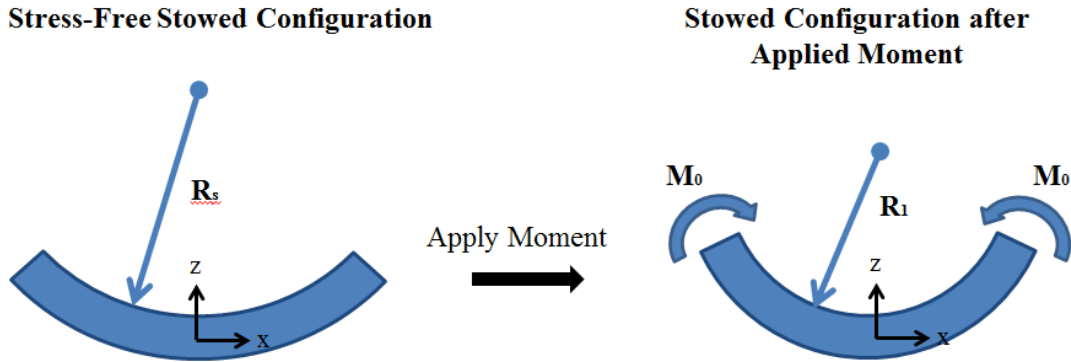 Stress-Free Stowed Configuration
Stowed Configuration after
Applied Moment
Rs
z
x
Apply Moment
M0
M0
R1
z
x